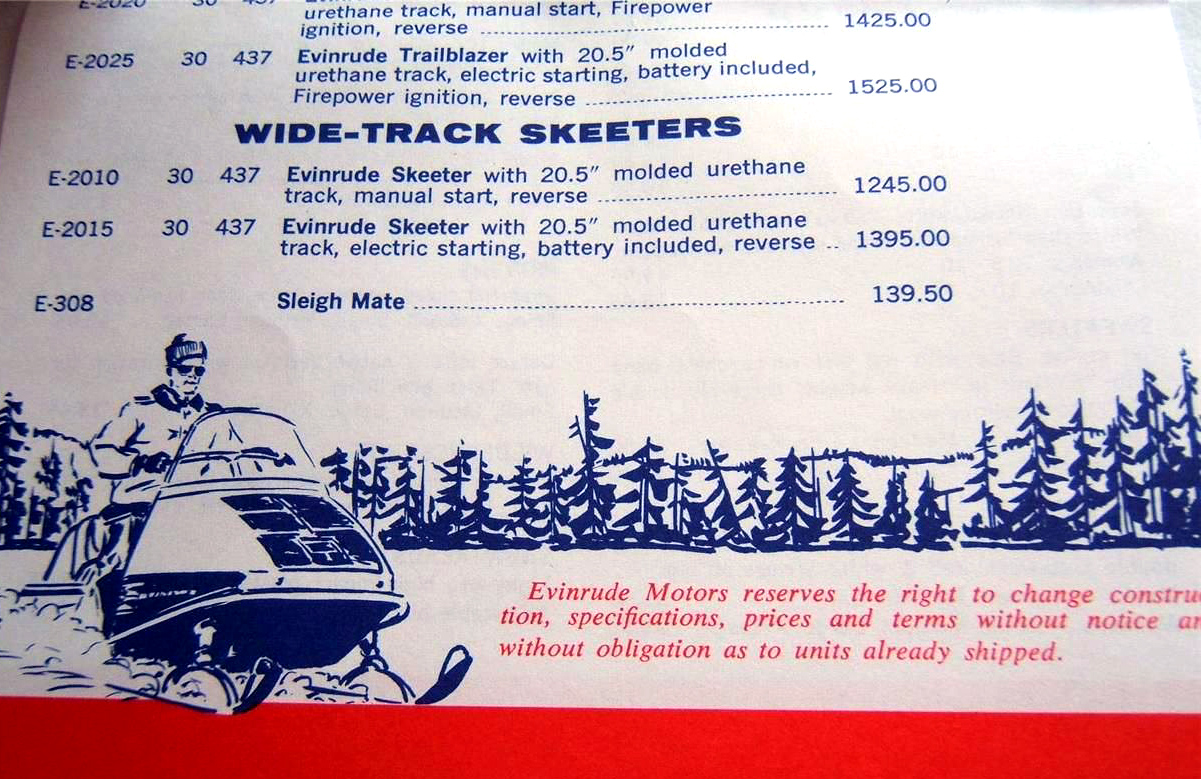 E-2020 30 437
urethane track, manual start, Firepower
ignition, reverse ........ 1425.00
E-2025 30 437 Evinrude Trailblazer with 20.5″ molded
urethane track, electric starting, battery included,
Firepower ignition, reverse ........ 1525.00
WIDE-TRACK SKEETERS
E-2010 30 437 Evinrude Skeeter with 20.5″ molded urethane
track, manual start, reverse ........ 1245.00
E-2015 30 437 Evinrude Skeeter with 20.5″ molded urethane
track, electric starting, battery included, reverse .. 1395.00
E-308 Sleigh Mate ........ 139.50
Evinrude Motors reserves the right to change constru
tion, specifications, prices and terms without notice an
without obligation as to units already shipped.